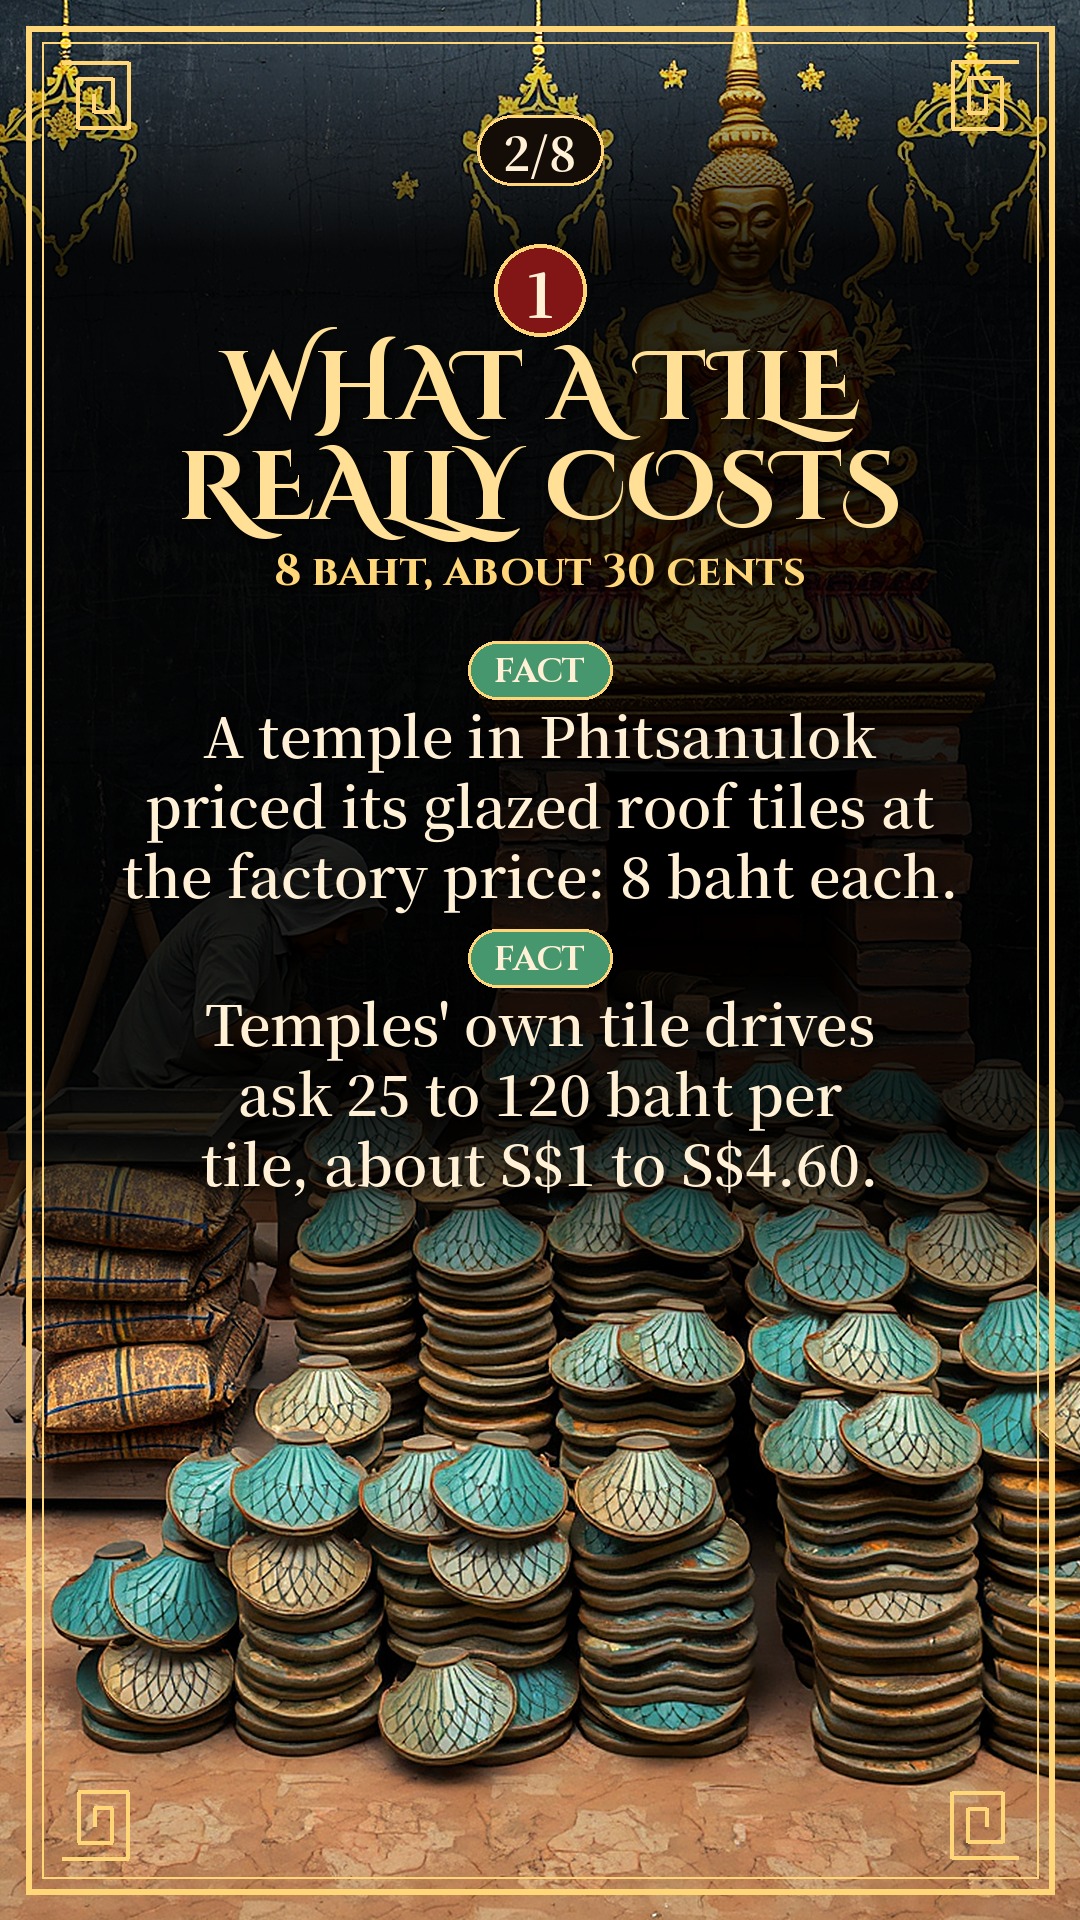 2/8
1
WHAT A TILE
REALLY COSTS
8 BAHT, ABOUT 30 CENTS
FACT
A temple in Phitsanulok
priced its glazed roof tiles at
the factory price: 8 baht each.
FACT
Temples' own tile drives
ask 25 to 120 baht per
tile, about S$1 to S$4.60.